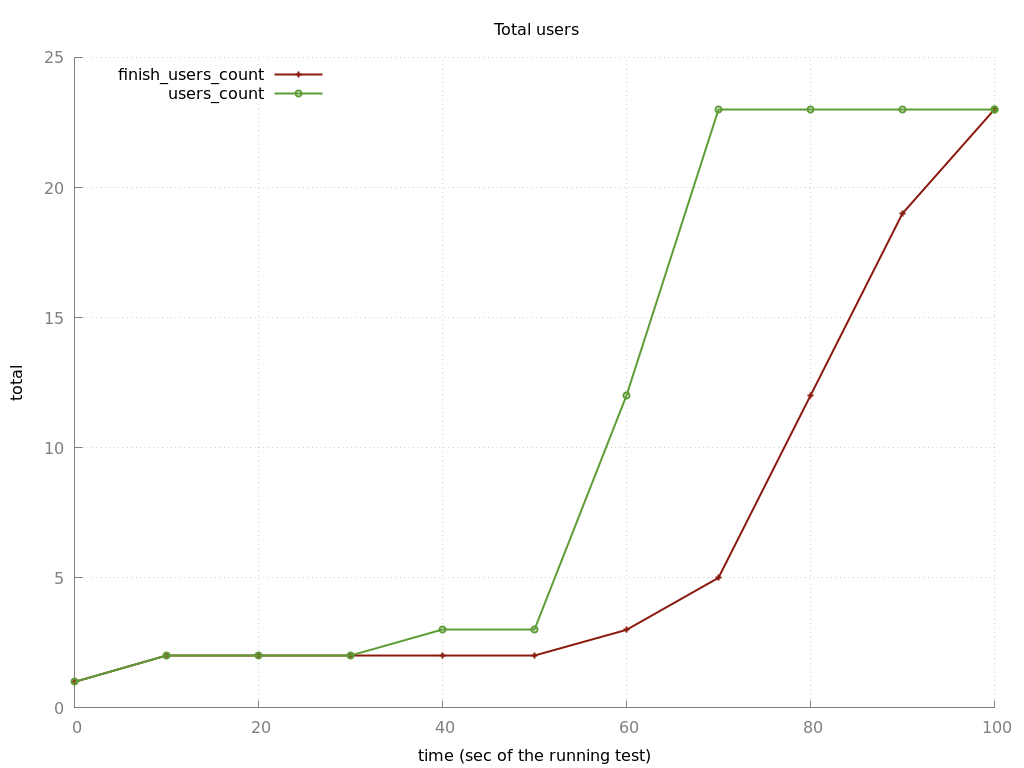 Total users
finish_users_count
users_count
25
20
15
10
5
0
total
0 20 40 60 80 100
time (sec of the running test)